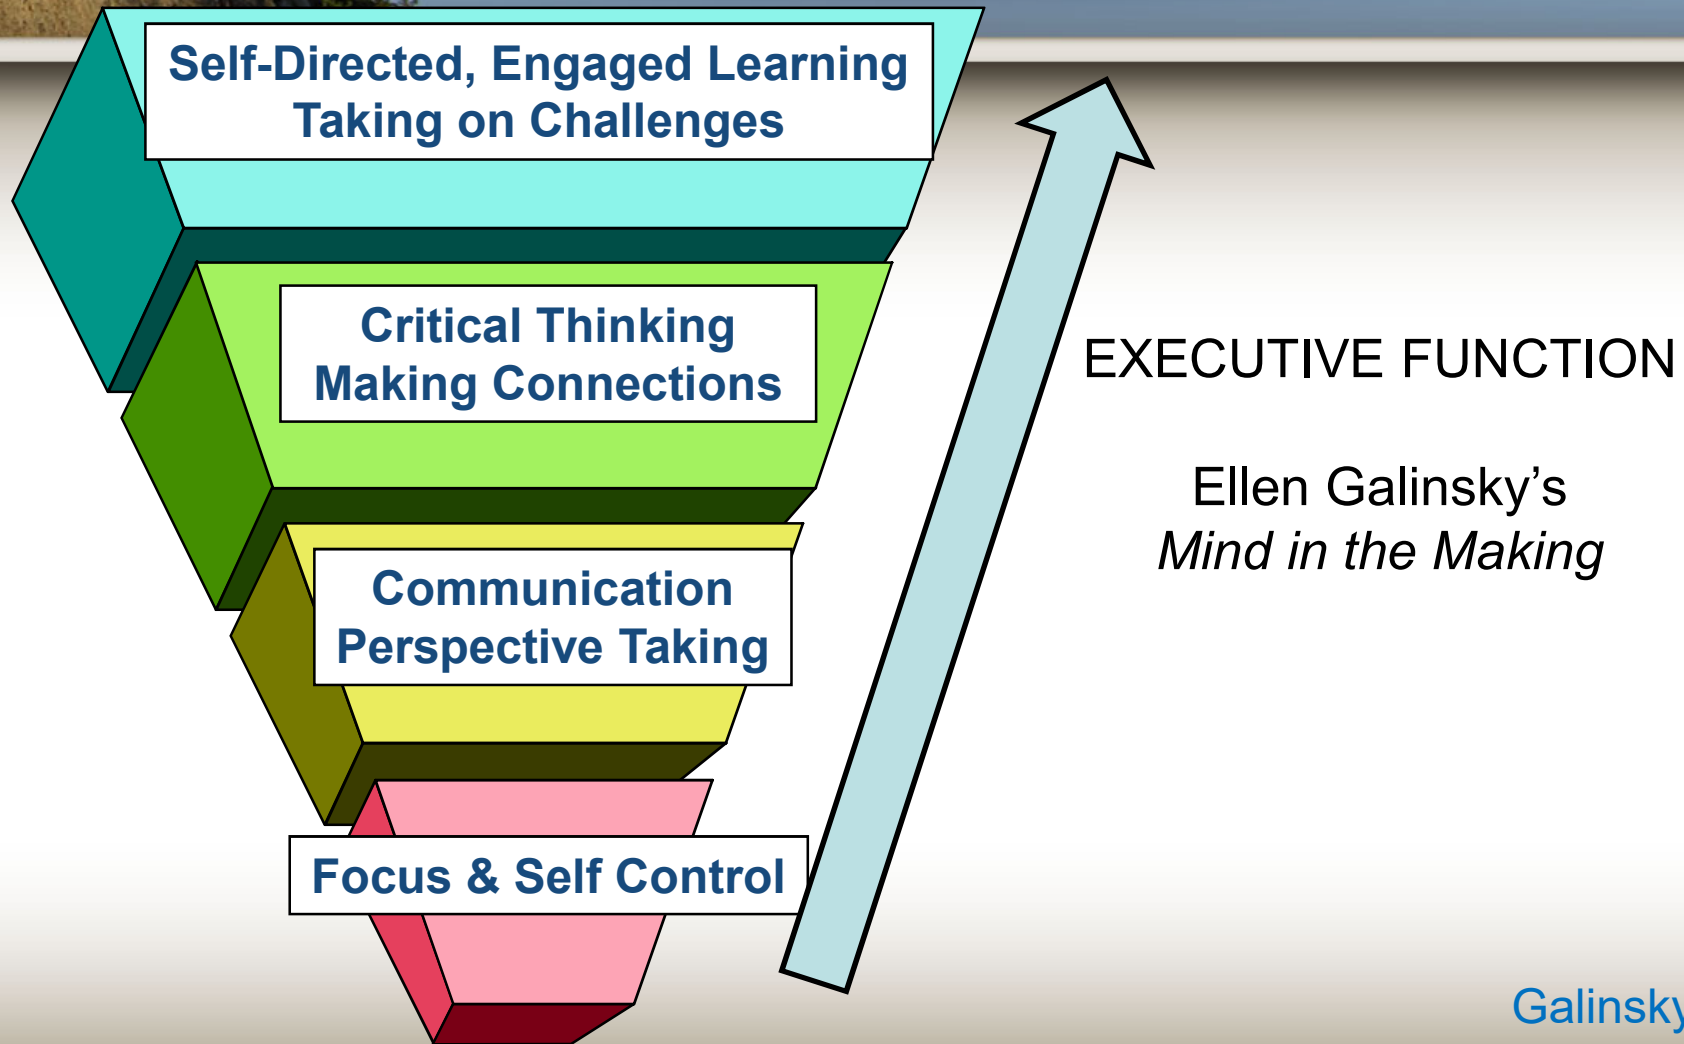 Self-Directed, Engaged Learning
Taking on Challenges
Critical Thinking
Making Connections
Communication
Perspective Taking
Focus & Self Control
EXECUTIVE FUNCTION
Ellen Galinsky’s
Mind in the Making
Galinsky